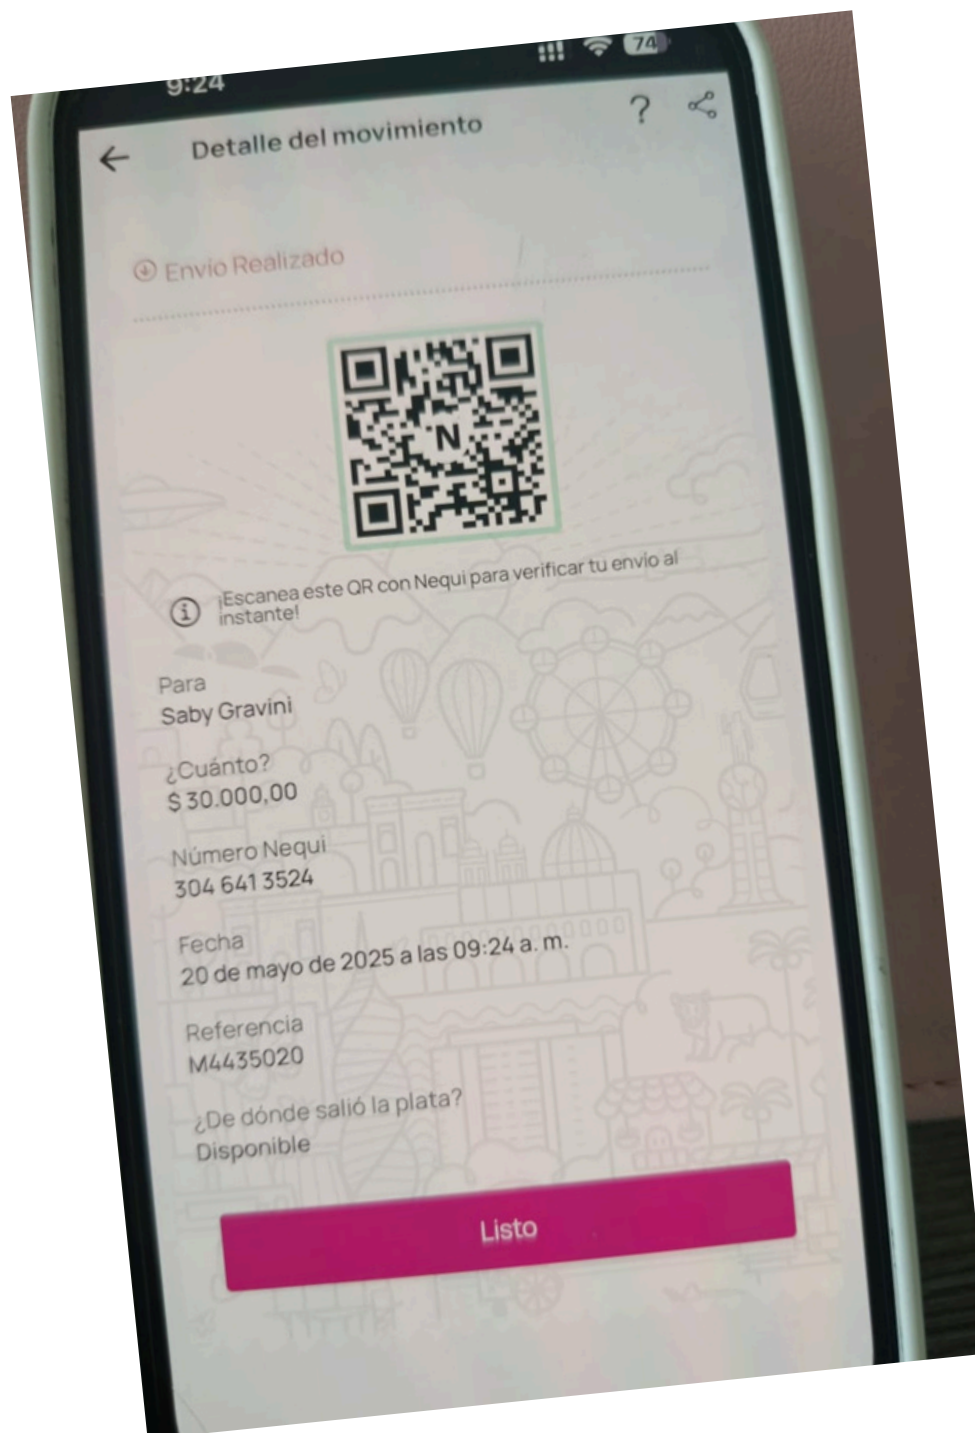 9:24
74
Detalle del movimiento
?
Envío Realizado
N
¡Escanea este QR con Nequi para verificar tu envío al
instante!
Para
Saby Gravini
¿Cuánto?
$ 30.000,00
Número Nequi
304 641 3524
Fecha
20 de mayo de 2025 a las 09:24 a. m.
Referencia
M4435020
¿De dónde salió la plata?
Disponible
Listo